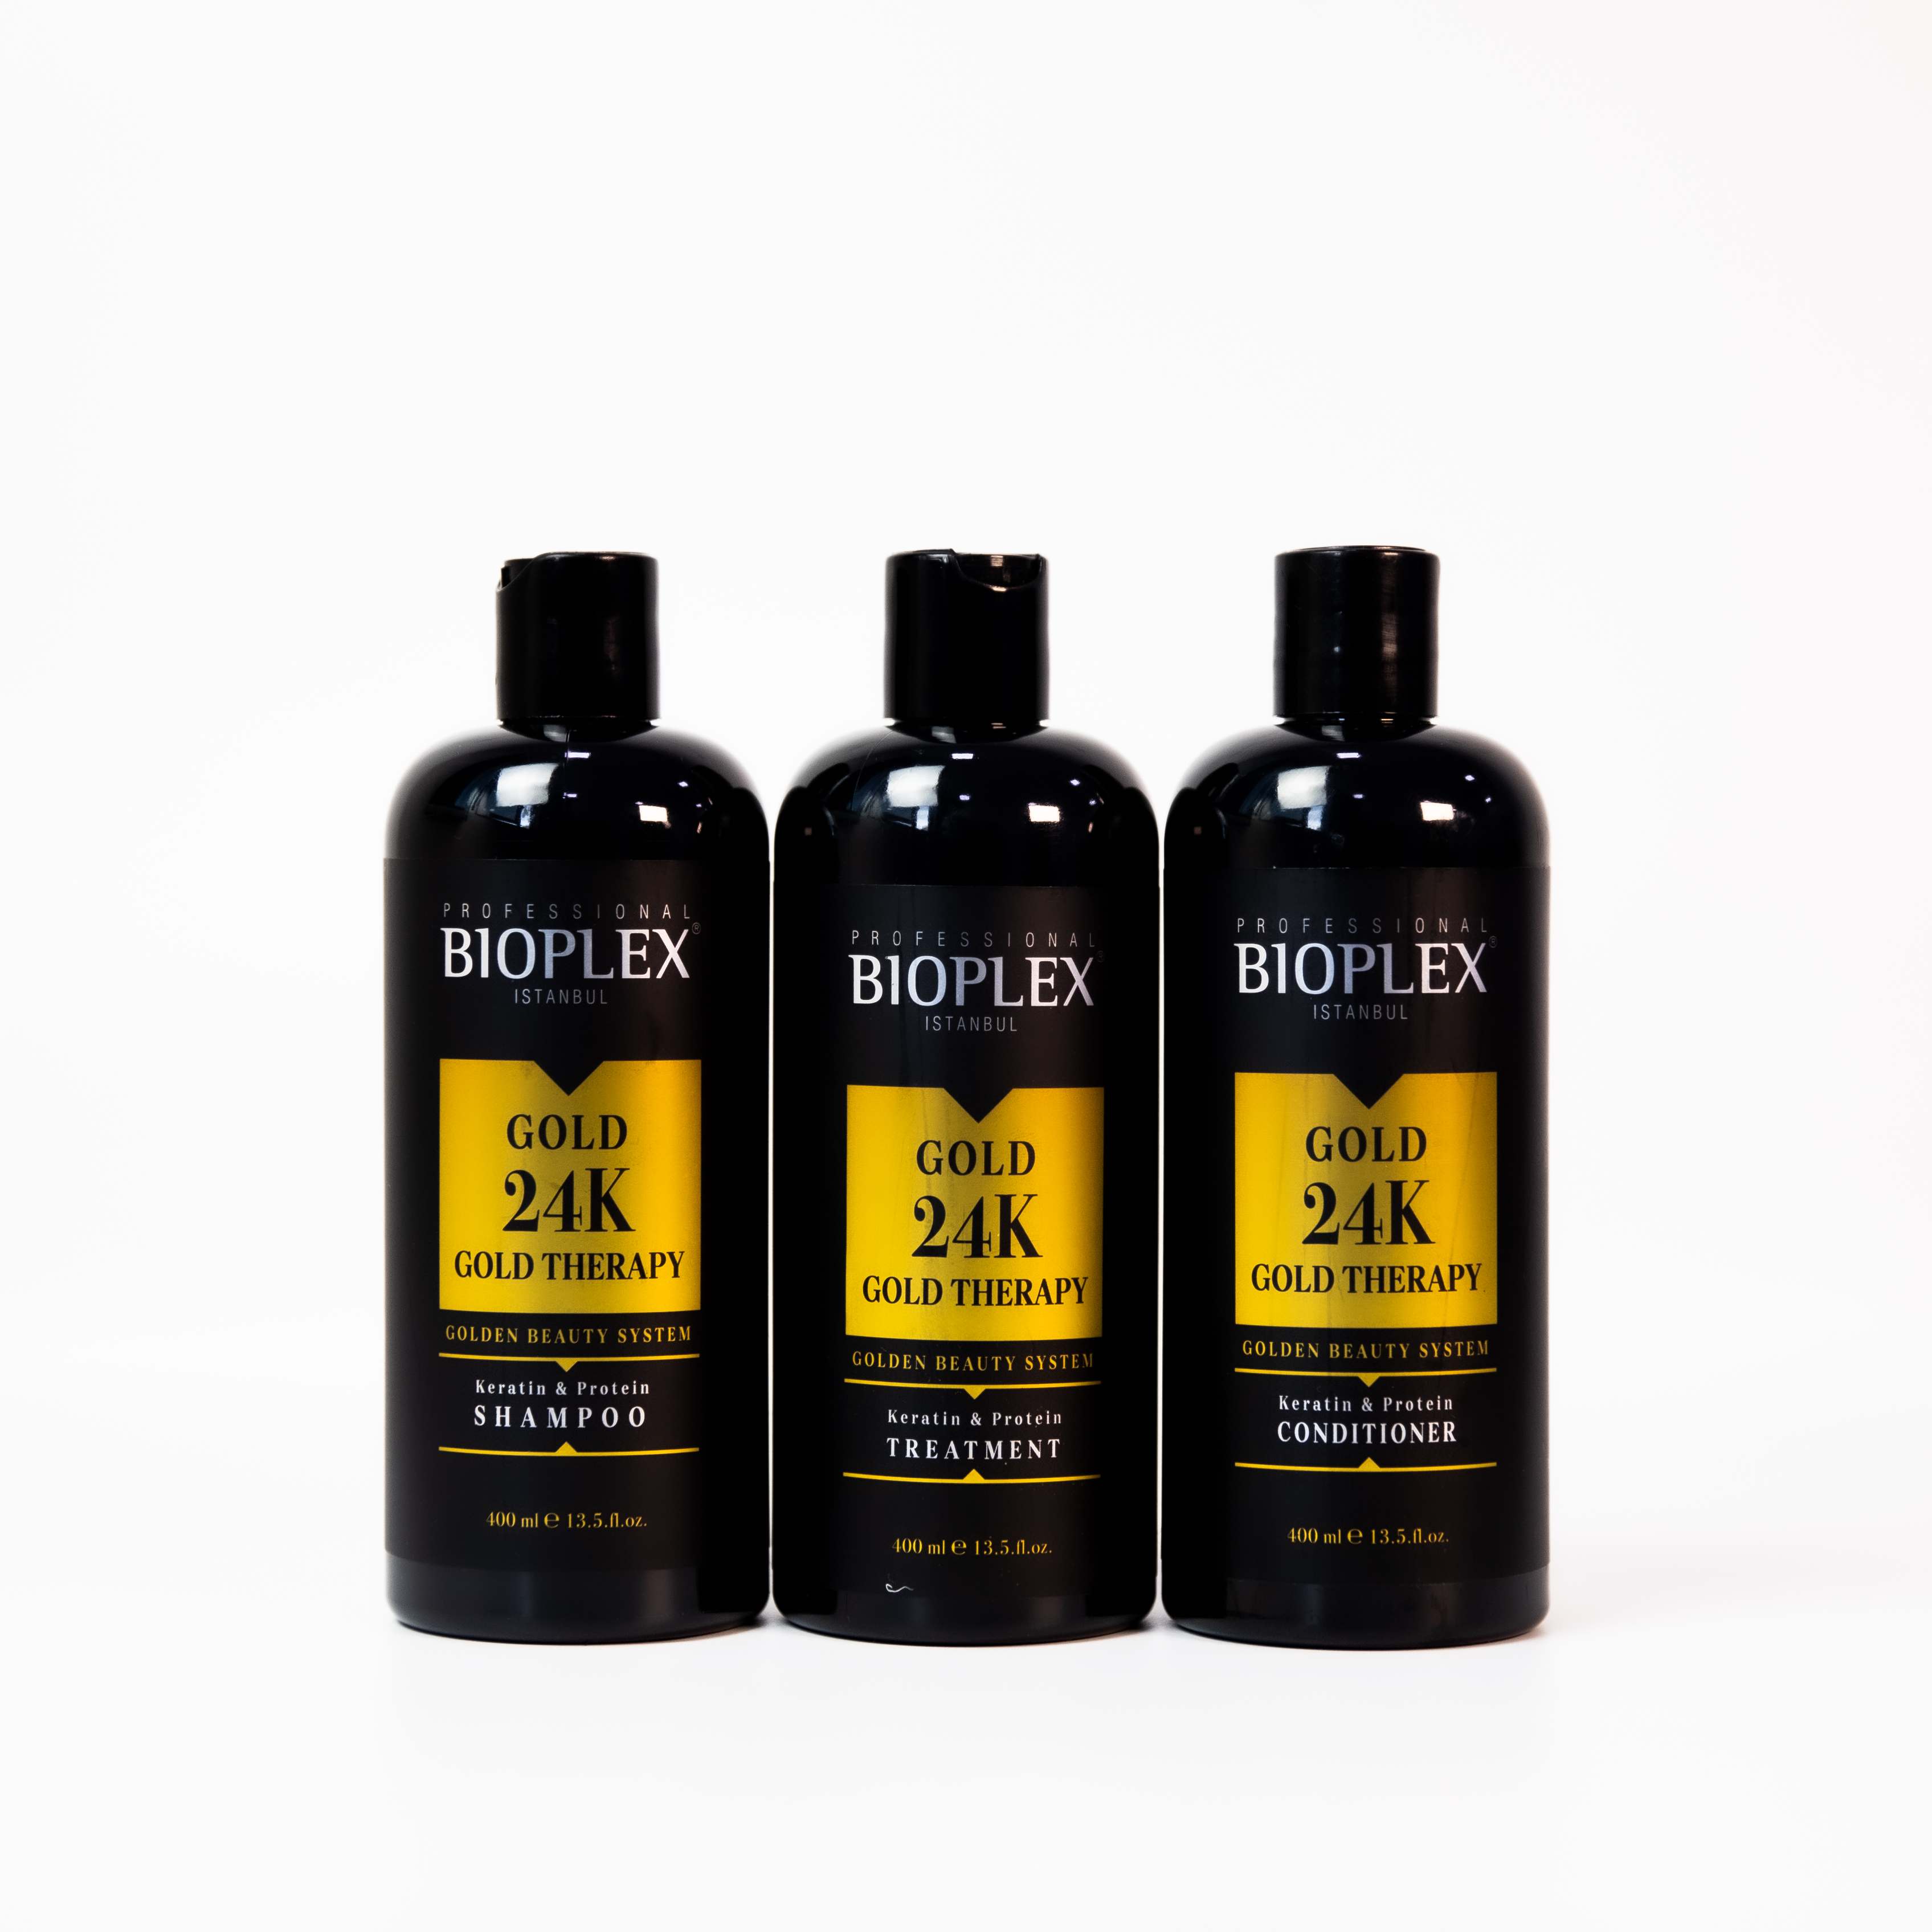 PROFESSIONAL
BIOPLEX®
ISTANBUL
GOLD
24K
GOLD THERAPY
GOLDEN BEAUTY SYSTEM
Keratin & Protein
SHAMPOO
400 ml ℮ 13.5.fl.oz.
PROFESSIONAL
BIOPLEX®
ISTANBUL
GOLD
24K
GOLD THERAPY
GOLDEN BEAUTY SYSTEM
Keratin & Protein
TREATMENT
400 ml ℮ 13.5.fl.oz.
PROFESSIONAL
BIOPLEX®
ISTANBUL
GOLD
24K
GOLD THERAPY
GOLDEN BEAUTY SYSTEM
Keratin & Protein
CONDITIONER
400 ml ℮ 13.5.fl.oz.